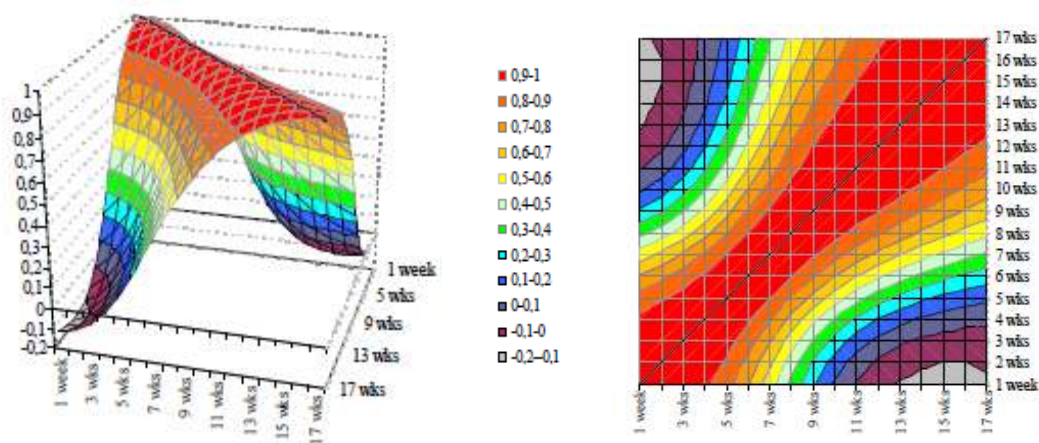 1
0,9
0,8
0,7
0,6
0,5
0,4
0,3
0,2
0,1
0
-0,1
-0,2
1 week
3 wks
5 wks
7 wks
9 wks
11 wks
13 wks
15 wks
17 wks
1 week
5 wks
9 wks
13 wks
17 wks
0,9-1
0,8-0,9
0,7-0,8
0,6-0,7
0,5-0,6
0,4-0,5
0,3-0,4
0,2-0,3
0,1-0,2
0-0,1
-0,1-0
-0,2--0,1
17 wks
16 wks
15 wks
14 wks
13 wks
12 wks
11 wks
10 wks
9 wks
8 wks
7 wks
6 wks
5 wks
4 wks
3 wks
2 wks
1 week
1 week
3 wks
5 wks
7 wks
9 wks
11 wks
13 wks
15 wks
17 wks